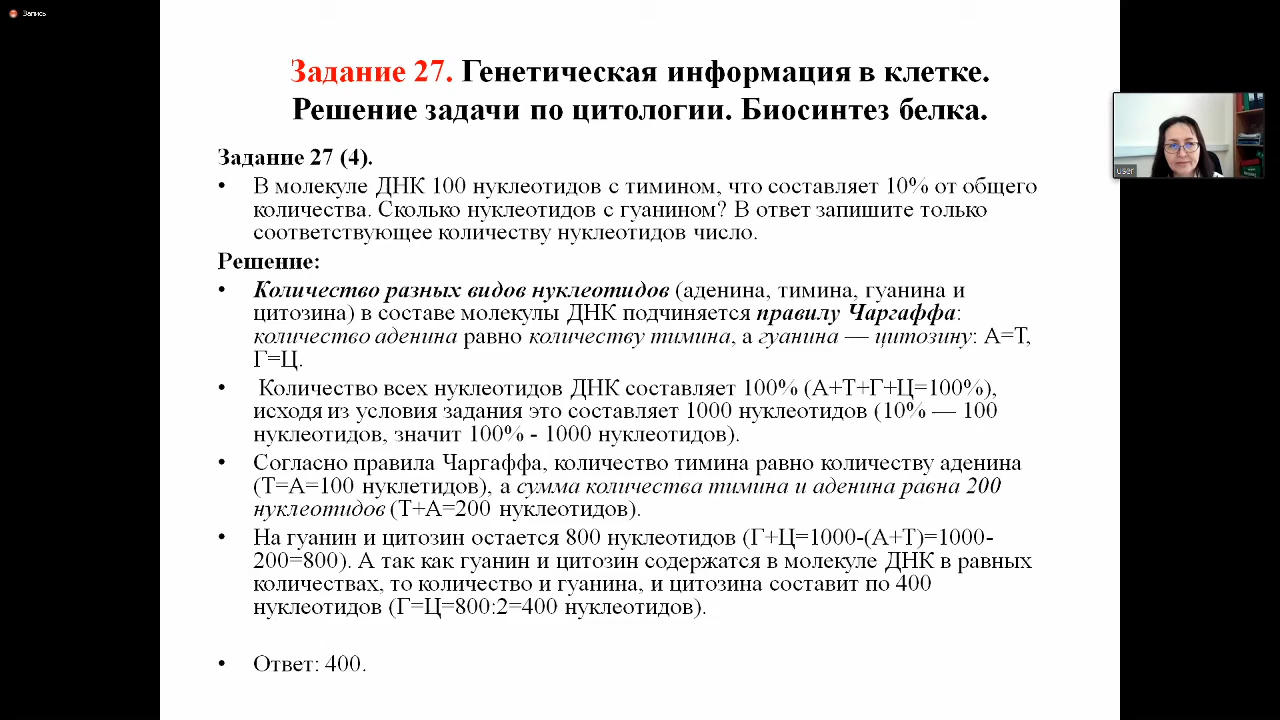 Запись
Задание 27. Генетическая информация в клетке.
Решение задачи по цитологии. Биосинтез белка.
Задание 27 (4).
• В молекуле ДНК 100 нуклеотидов с тимином, что составляет 10% от общего
количества. Сколько нуклеотидов с гуанином? В ответ запишите только
соответствующее количеству нуклеотидов число.
Решение:
• Количество разных видов нуклеотидов (аденина, тимина, гуанина и
цитозина) в составе молекулы ДНК подчиняется правилу Чаргаффа:
количество аденина равно количеству тимина, а гуанина — цитозину: А=Т,
Г=Ц.
• Количество всех нуклеотидов ДНК составляет 100% (А+Т+Г+Ц=100%),
исходя из условия задания это составляет 1000 нуклеотидов (10% — 100
нуклеотидов, значит 100% - 1000 нуклеотидов).
• Согласно правила Чаргаффа, количество тимина равно количеству аденина
(Т=А=100 нуклетидов), а сумма количества тимина и аденина равна 200
нуклеотидов (Т+А=200 нуклеотидов).
• На гуанин и цитозин остается 800 нуклеотидов (Г+Ц=1000-(А+Т)=1000-
200=800). А так как гуанин и цитозин содержатся в молекуле ДНК в равных
количествах, то количество и гуанина, и цитозина составит по 400
нуклеотидов (Г=Ц=800:2=400 нуклеотидов).
• Ответ: 400.
user